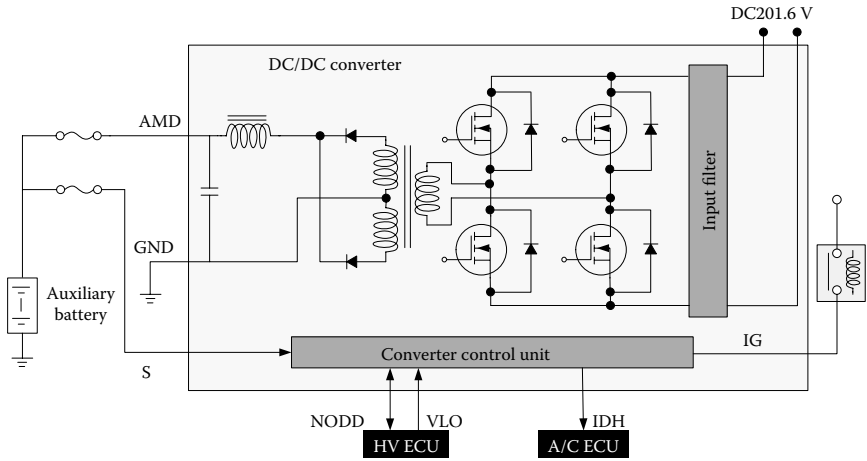 DC201.6 V
DC/DC converter
AMD
Input filter
GND
Auxiliary
battery
IG
Converter control unit
S
NODD
VLO
IDH
HV ECU
A/C ECU